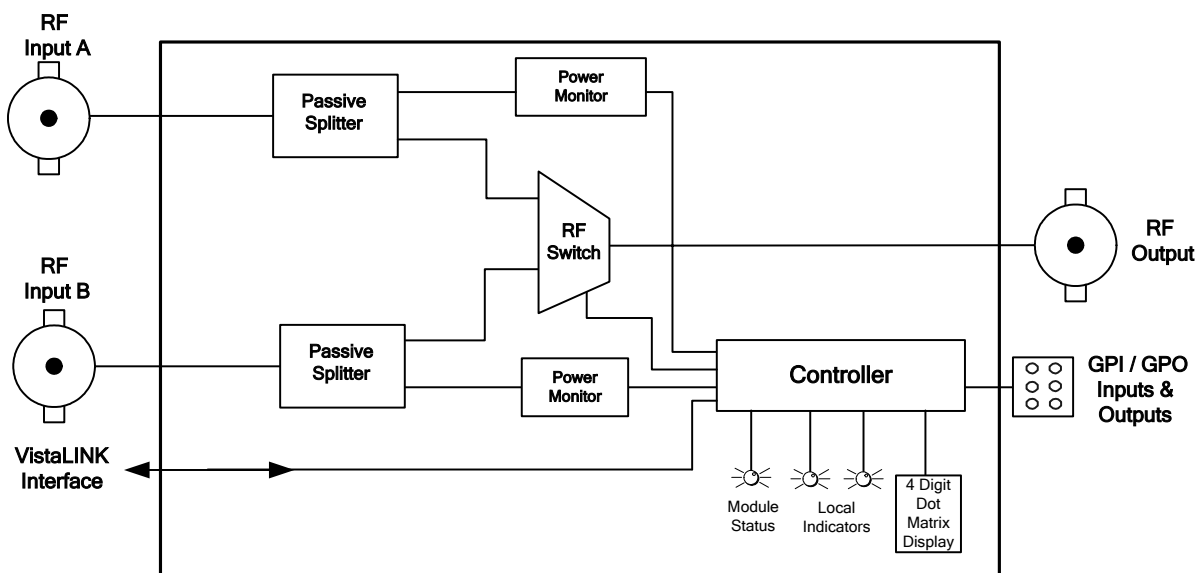 RF
Input A
Passive
Splitter
Power
Monitor
RF
Switch
RF
Output
RF
Input B
Passive
Splitter
Power
Monitor
Controller
GPI / GPO
Inputs &
Outputs
VistaLINK
Interface
Module
Status
Local
Indicators
4 Digit
Dot
Matrix
Display